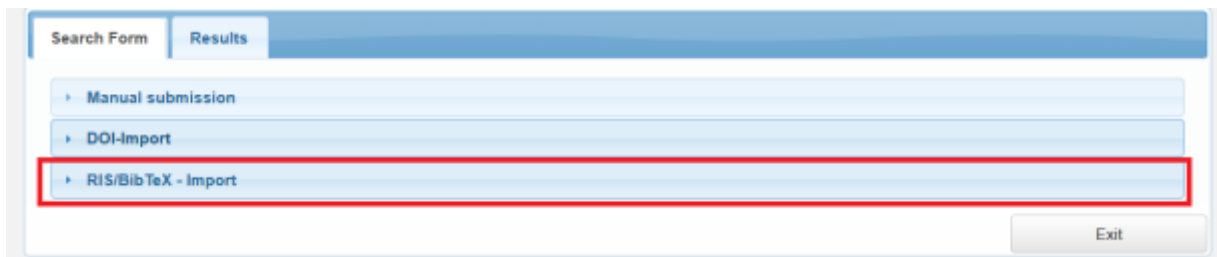 Search Form Results
Manual submission
DOI-Import
RIS/BibTeX - Import
Exit